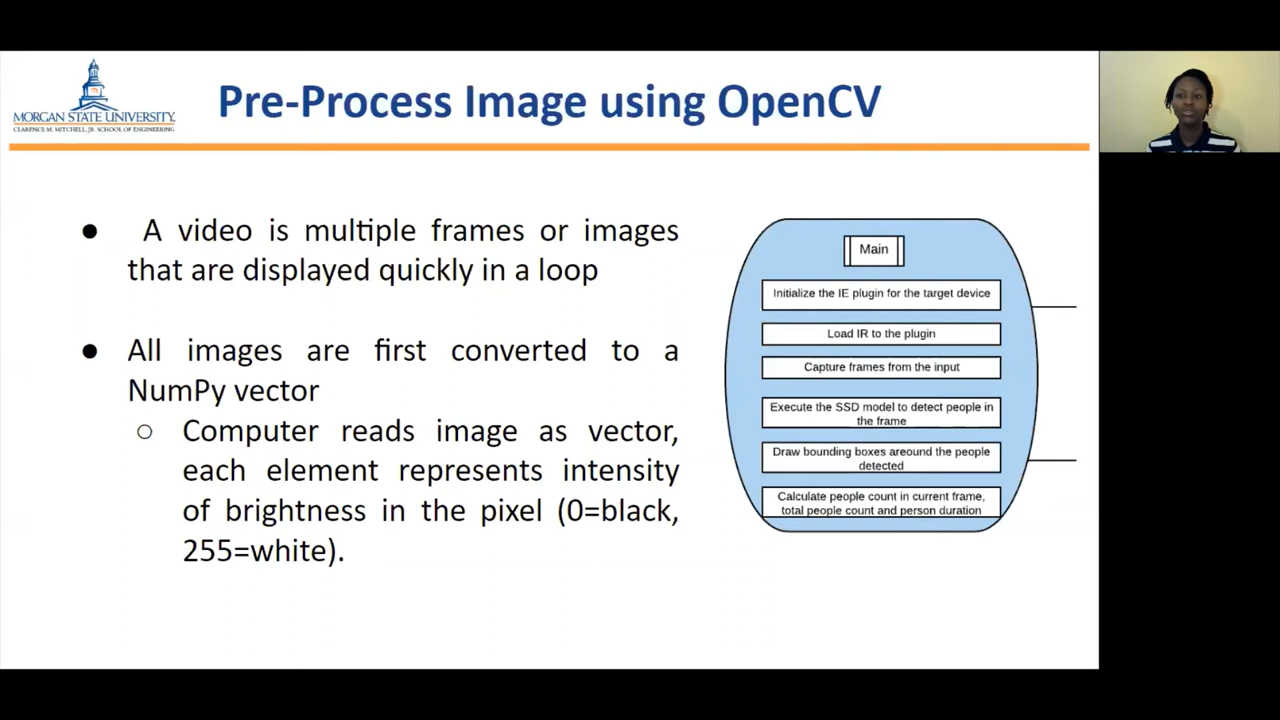 MORGAN STATE UNIVERSITY.
CLARENCE M. MITCHELL, JR. SCHOOL OF ENGINEERING
Pre-Process Image using OpenCV
● A video is multiple frames or images
that are displayed quickly in a loop
● All images are first converted to a
NumPy vector
○ Computer reads image as vector,
each element represents intensity
of brightness in the pixel (0=black,
255=white).
Main
Initialize the IE plugin for the target device
Load IR to the plugin
Capture frames from the input
Execute the SSD model to detect people in
the frame
Draw bounding boxes areound the people
detected
Calculate people count in current frame,
total people count and person duration